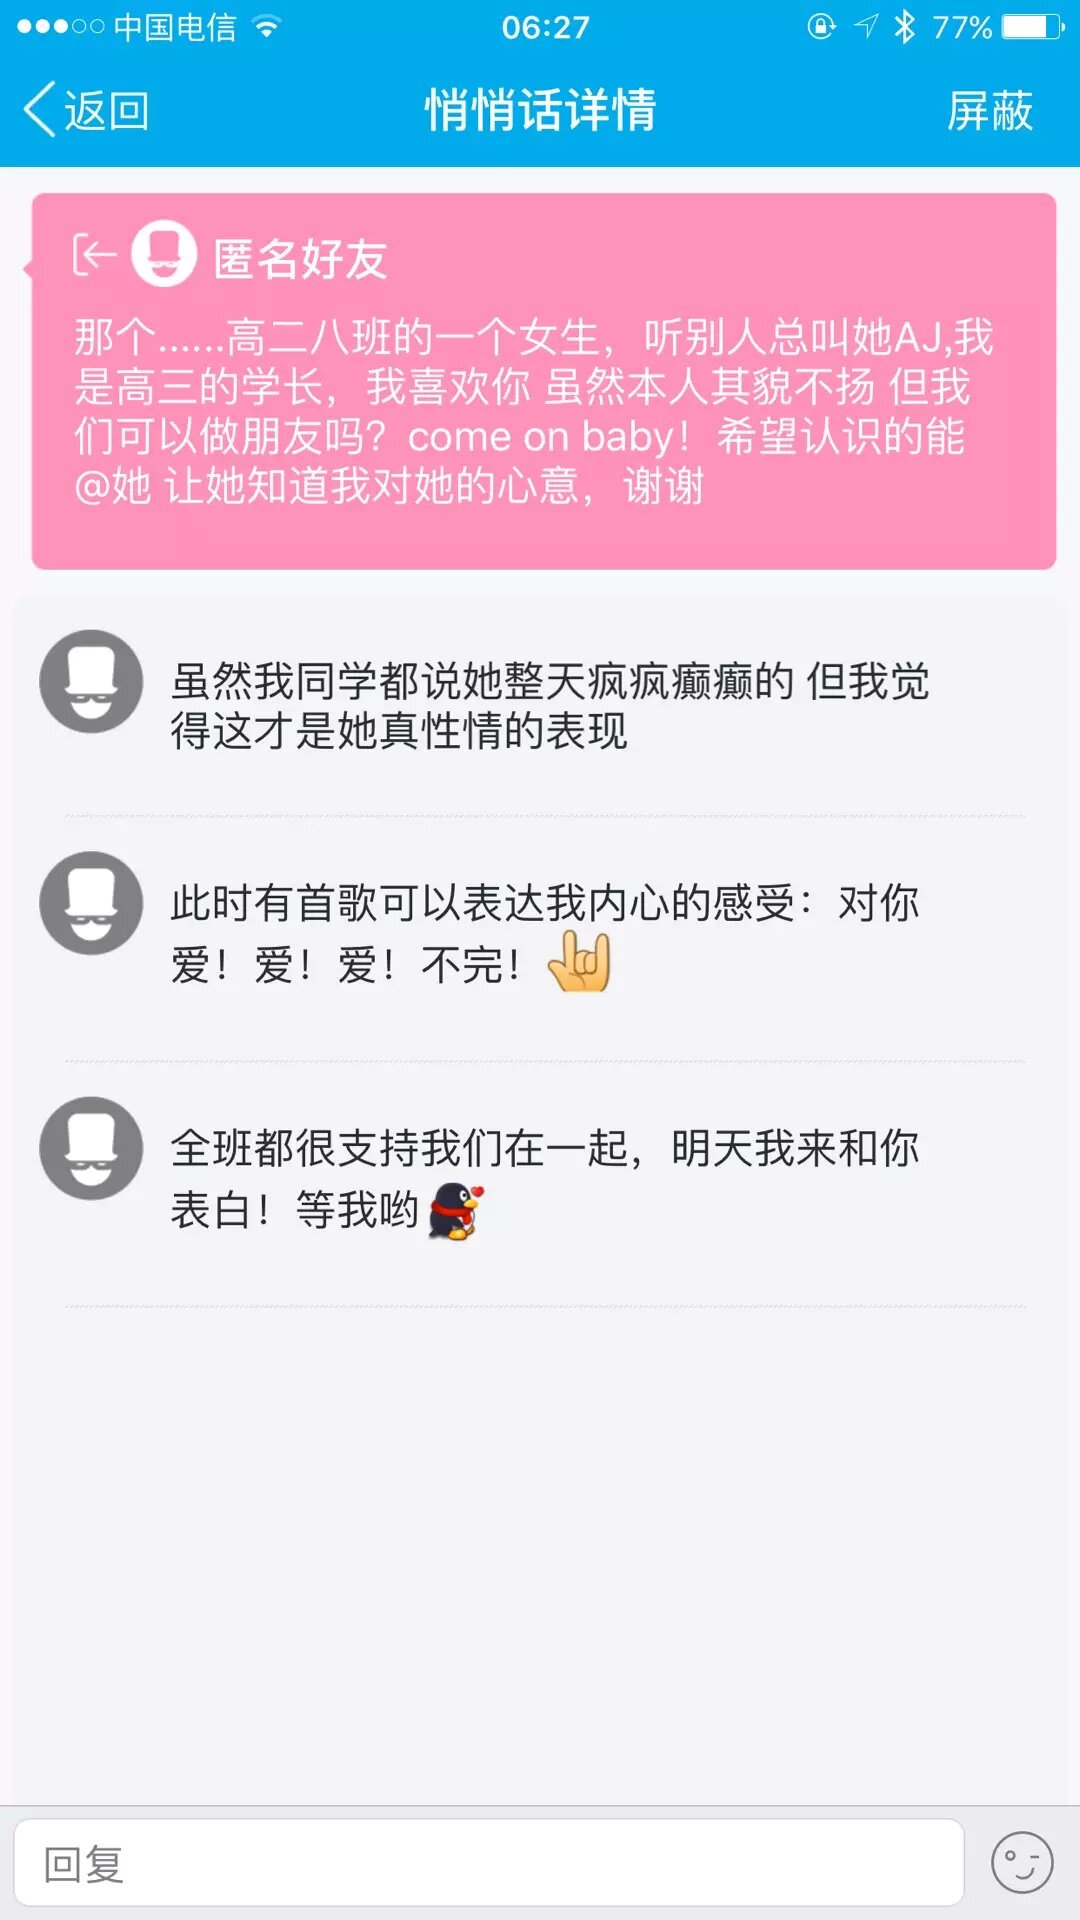 中国电信
06:27
77%
返回
悄悄话详情
屏蔽
匿名好友
那个......高二八班的一个女生，听别人总叫她AJ,我
是高三的学长，我喜欢你 虽然本人其貌不扬 但我
们可以做朋友吗？come on baby！希望认识的能
@她 让她知道我对她的心意，谢谢
虽然我同学都说她整天疯疯癫癫的 但我觉
得这才是她真性情的表现
此时有首歌可以表达我内心的感受：对你
爱！爱！爱！不完！
全班都很支持我们在一起，明天我来和你
表白！等我哟
回复